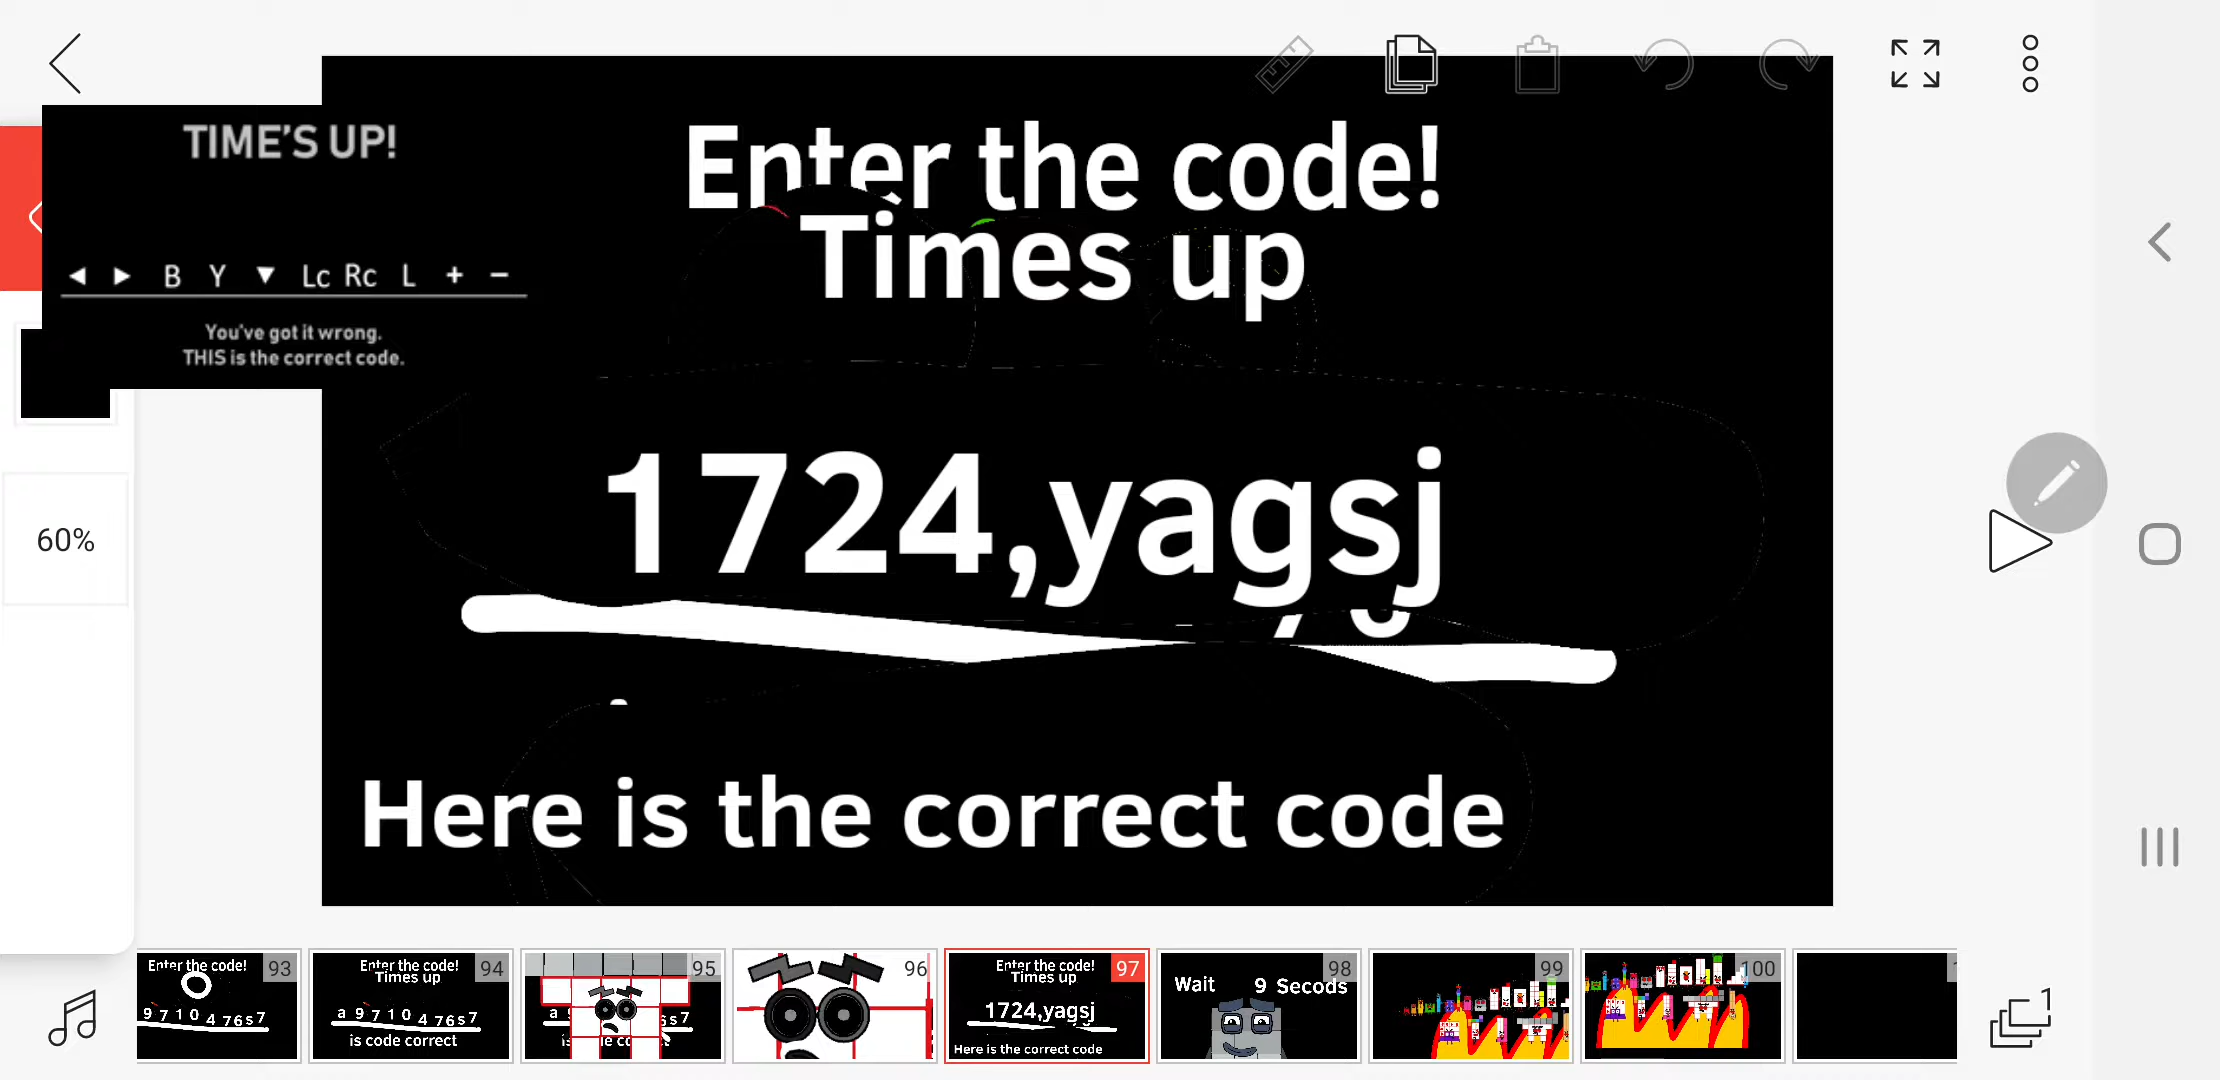 TIME'S UP!
◀ ▶ B Y ▼ Lc Rc L + −
You've got it wrong.
THIS is the correct code.
60%
Enter the code!
Times up
1724,yagsj
Here is the correct code
Enter the code! 93
9 7 1 0 4 7 6 s 7
Enter the code! 94
Times up
a 9 7 1 0 4 7 6 s 7
is code correct
95
s 7
96
Enter the code! 97
Times up
1724,yagsj
Here is the correct code
98
Wait 9 Secods
99
100
1